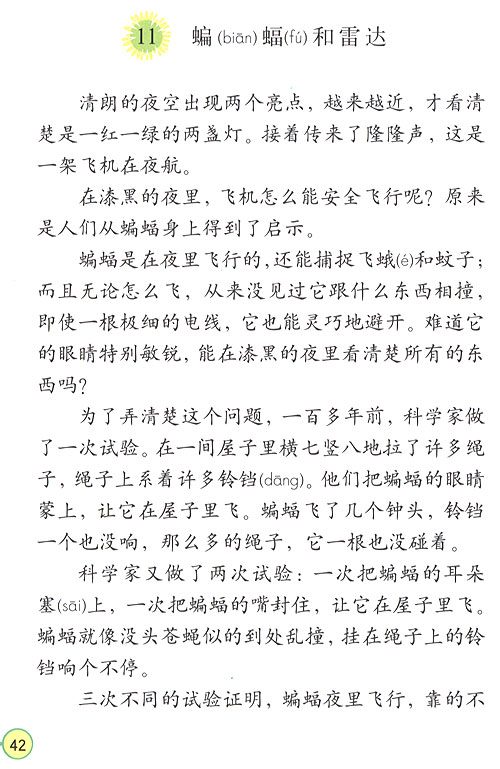 11 蝙(biān)蝠(fú)和雷达
清朗的夜空出现两个亮点，越来越近，才看清
楚是一红一绿的两盏灯。接着传来了隆隆声，这是
一架飞机在夜航。
在漆黑的夜里，飞机怎么能安全飞行呢？原来
是人们从蝙蝠身上得到了启示。
蝙蝠是在夜里飞行的，还能捕捉飞蛾(é)和蚊子；
而且无论怎么飞，从来没见过它跟什么东西相撞，
即使一根极细的电线，它也能灵巧地避开。难道它
的眼睛特别敏锐，能在漆黑的夜里看清楚所有的东
西吗？
为了弄清楚这个问题，一百多年前，科学家做
了一次试验。在一间屋子里横七竖八地拉了许多绳
子，绳子上系着许多铃铛(dāng)。他们把蝙蝠的眼睛
蒙上，让它在屋子里飞。蝙蝠飞了几个钟头，铃铛
一个也没响，那么多的绳子，它一根也没碰着。
科学家又做了两次试验：一次把蝙蝠的耳朵
塞(sāi)上，一次把蝙蝠的嘴封住，让它在屋子里飞。
蝙蝠就像没头苍蝇似的到处乱撞，挂在绳子上的铃
铛响个不停。
三次不同的试验证明，蝙蝠夜里飞行，靠的不
42